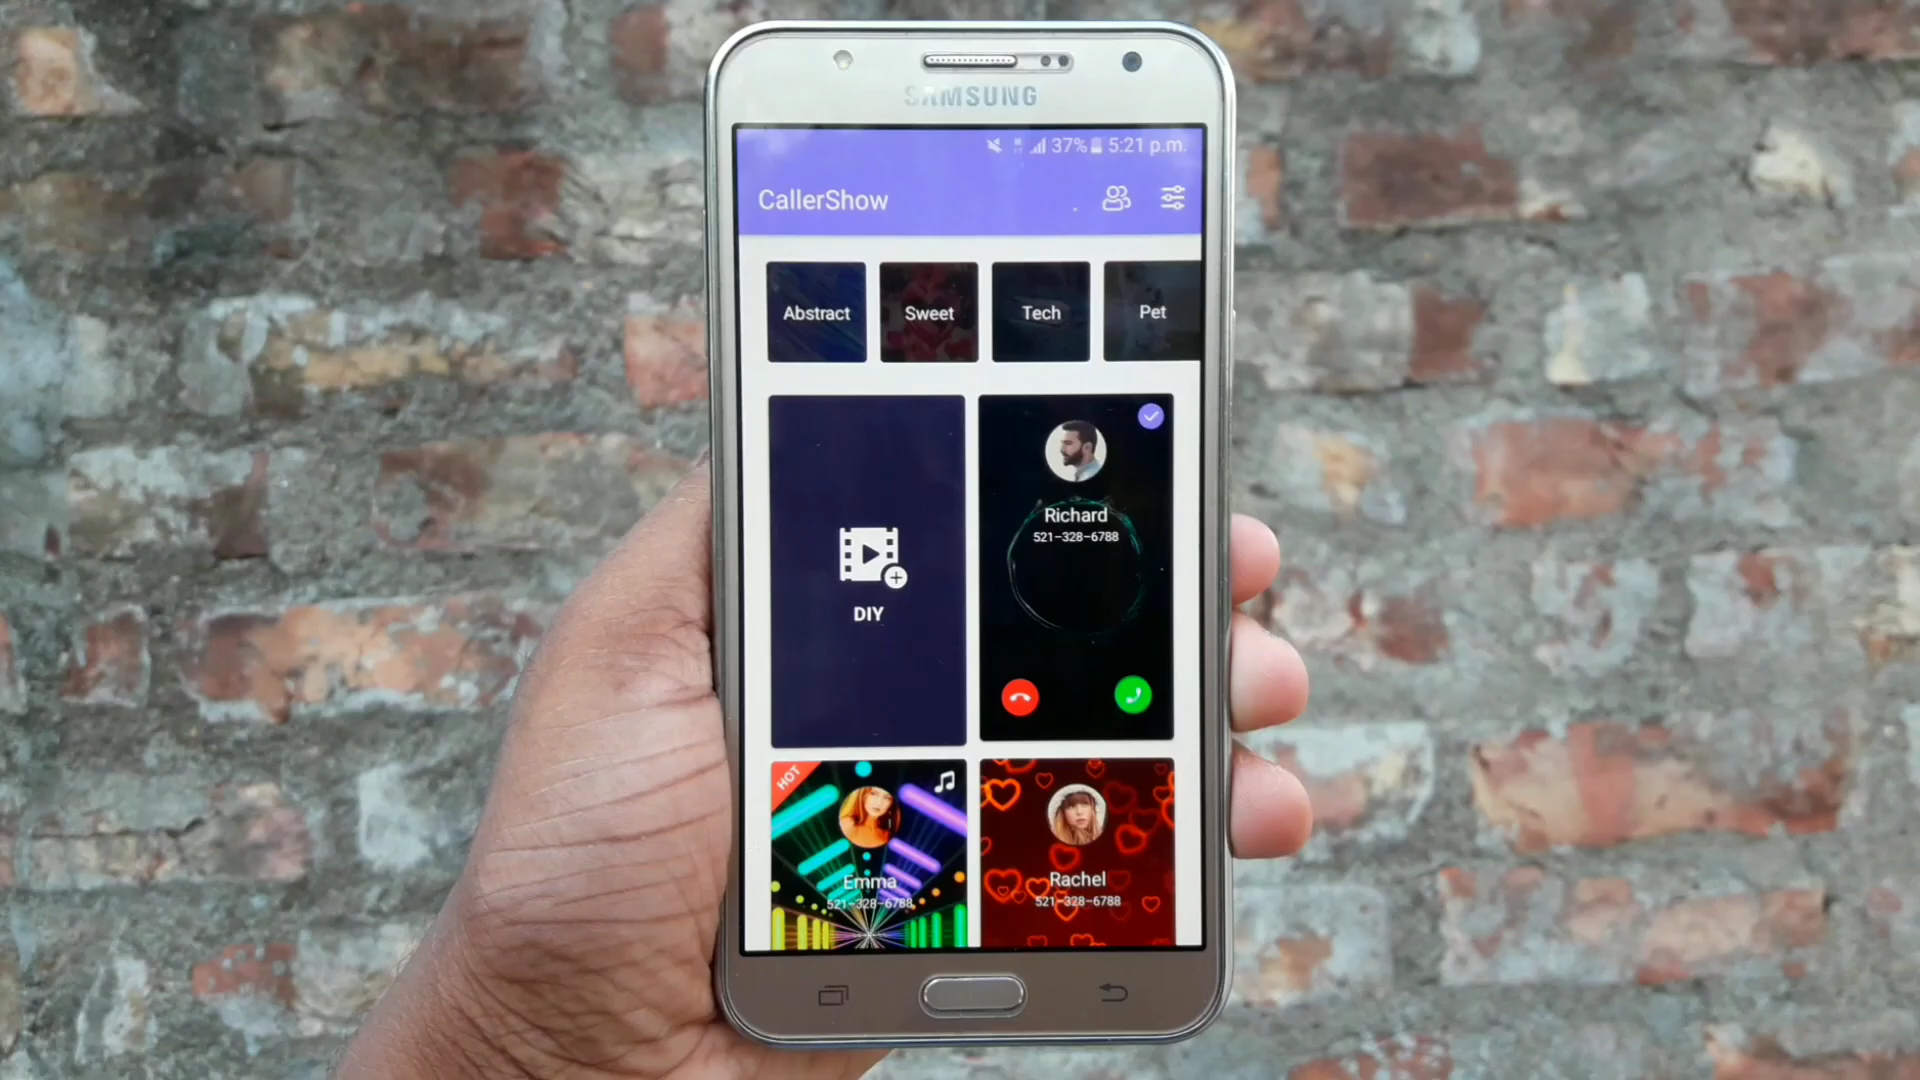 SAMSUNG
37% 5:21 p.m.
CallerShow
Abstract Sweet Tech Pet
Richard
521-328-6788
DIY
HOT
Emma Rachel
521-328-6788 521-328-6788